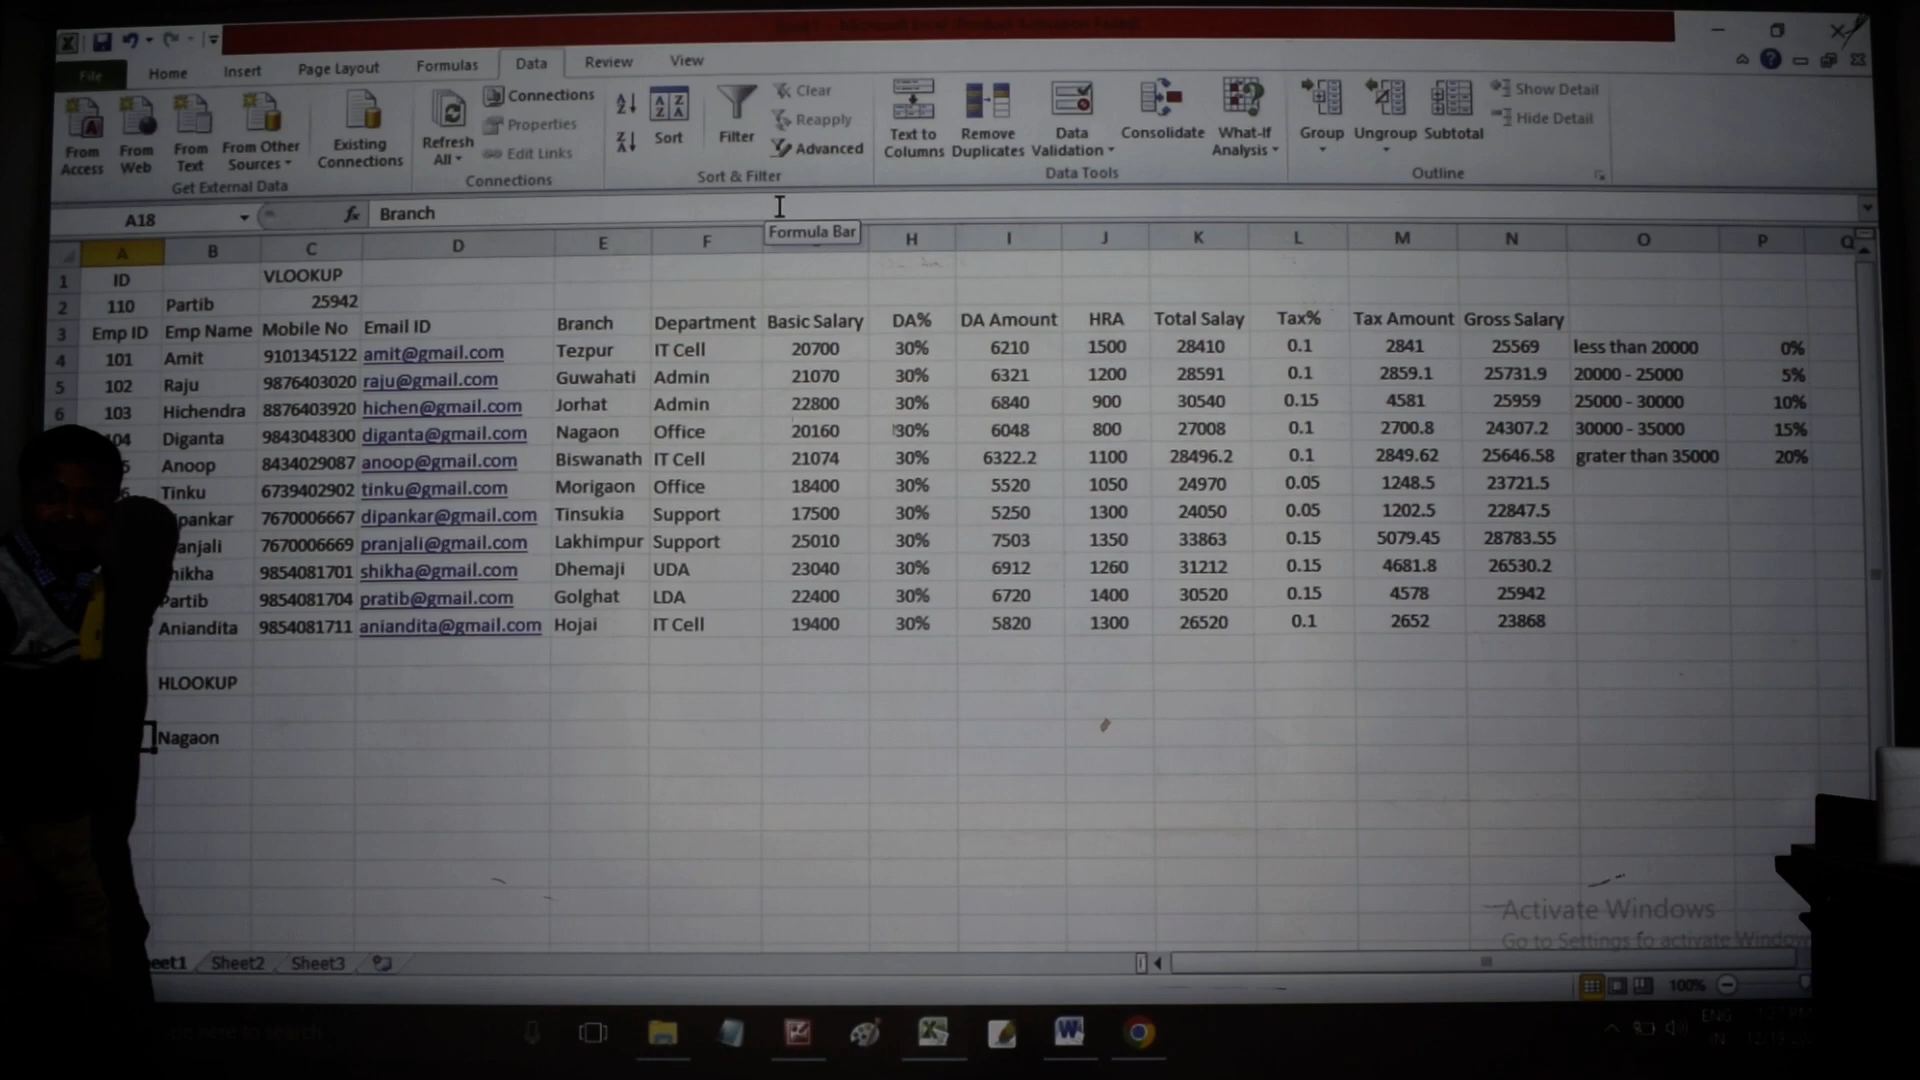 File Home Insert Page Layout Formulas Data Review View
From Access From Web From Text From Other Sources Existing Connections Refresh All Connections Properties Edit Links Sort Filter Clear Reapply Advanced Text to Columns Remove Duplicates Data Validation Consolidate What-If Analysis Group Ungroup Subtotal Show Detail Hide Detail
Get External Data Connections Sort & Filter Data Tools Outline
A18 fx Branch
Formula Bar
A B C D E F H I J K L M N O P Q
1 ID VLOOKUP
2 110 Partib 25942
3 Emp ID Emp Name Mobile No Email ID Branch Department Basic Salary DA% DA Amount HRA Total Salay Tax% Tax Amount Gross Salary
4 101 Amit 9101345122 amit@gmail.com Tezpur IT Cell 20700 30% 6210 1500 28410 0.1 2841 25569 less than 20000 0%
5 102 Raju 9876403020 raju@gmail.com Guwahati Admin 21070 30% 6321 1200 28591 0.1 2859.1 25731.9 20000 - 25000 5%
6 103 Hichendra 8876403920 hichen@gmail.com Jorhat Admin 22800 30% 6840 900 30540 0.15 4581 25959 25000 - 30000 10%
04 Diganta 9843048300 diganta@gmail.com Nagaon Office 20160 30% 6048 800 27008 0.1 2700.8 24307.2 30000 - 35000 15%
5 Anoop 8434029087 anoop@gmail.com Biswanath IT Cell 21074 30% 6322.2 1100 28496.2 0.1 2849.62 25646.58 grater than 35000 20%
Tinku 6739402902 tinku@gmail.com Morigaon Office 18400 30% 5520 1050 24970 0.05 1248.5 23721.5
ipankar 7670006667 dipankar@gmail.com Tinsukia Support 17500 30% 5250 1300 24050 0.05 1202.5 22847.5
anjali 7670006669 pranjali@gmail.com Lakhimpur Support 25010 30% 7503 1350 33863 0.15 5079.45 28783.55
hikha 9854081701 shikha@gmail.com Dhemaji UDA 23040 30% 6912 1260 31212 0.15 4681.8 26530.2
Partib 9854081704 pratib@gmail.com Golghat LDA 22400 30% 6720 1400 30520 0.15 4578 25942
Aniandita 9854081711 aniandita@gmail.com Hojai IT Cell 19400 30% 5820 1300 26520 0.1 2652 23868
HLOOKUP
Nagaon
Activate Windows
Go to Settings to activate Windows
eet1 Sheet2 Sheet3
100%
ENG
IN